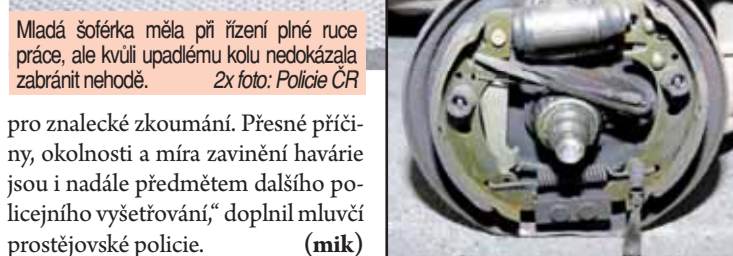 Mladá šoférka měla při řízení plné ruce
práce, ale kvůli upadlému kolu nedokázala
zabránit nehodě. 2x foto: Policie ČR
pro znalecké zkoumání. Přesné příči-
ny, okolnosti a míra zavinění havárie
jsou i nadále předmětem dalšího po-
licejního vyšetřování,“ doplnil mluvčí
prostějovské policie. (mik)